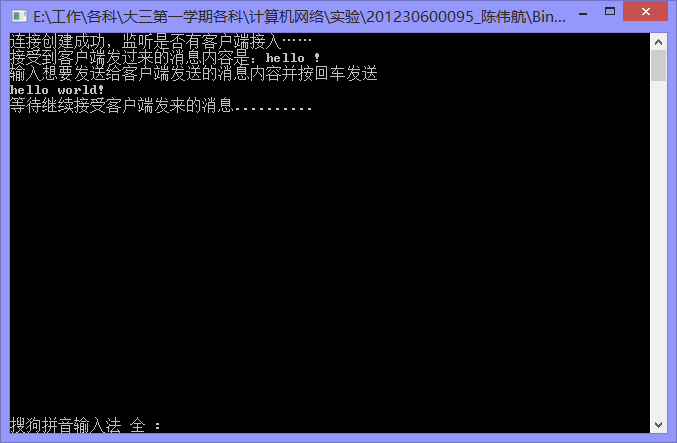 E:\工作\各科\大三第一学期各科\计算机网络\实验\201230600095_陈伟航\Bin...
连接创建成功，监听是否有客户端接入……
接受到客户端发过来的消息内容是：hello !
输入想要发送给客户端发送的消息内容并按回车发送
hello world!
等待继续接受客户端发来的消息..........
搜狗拼音输入法 全 :